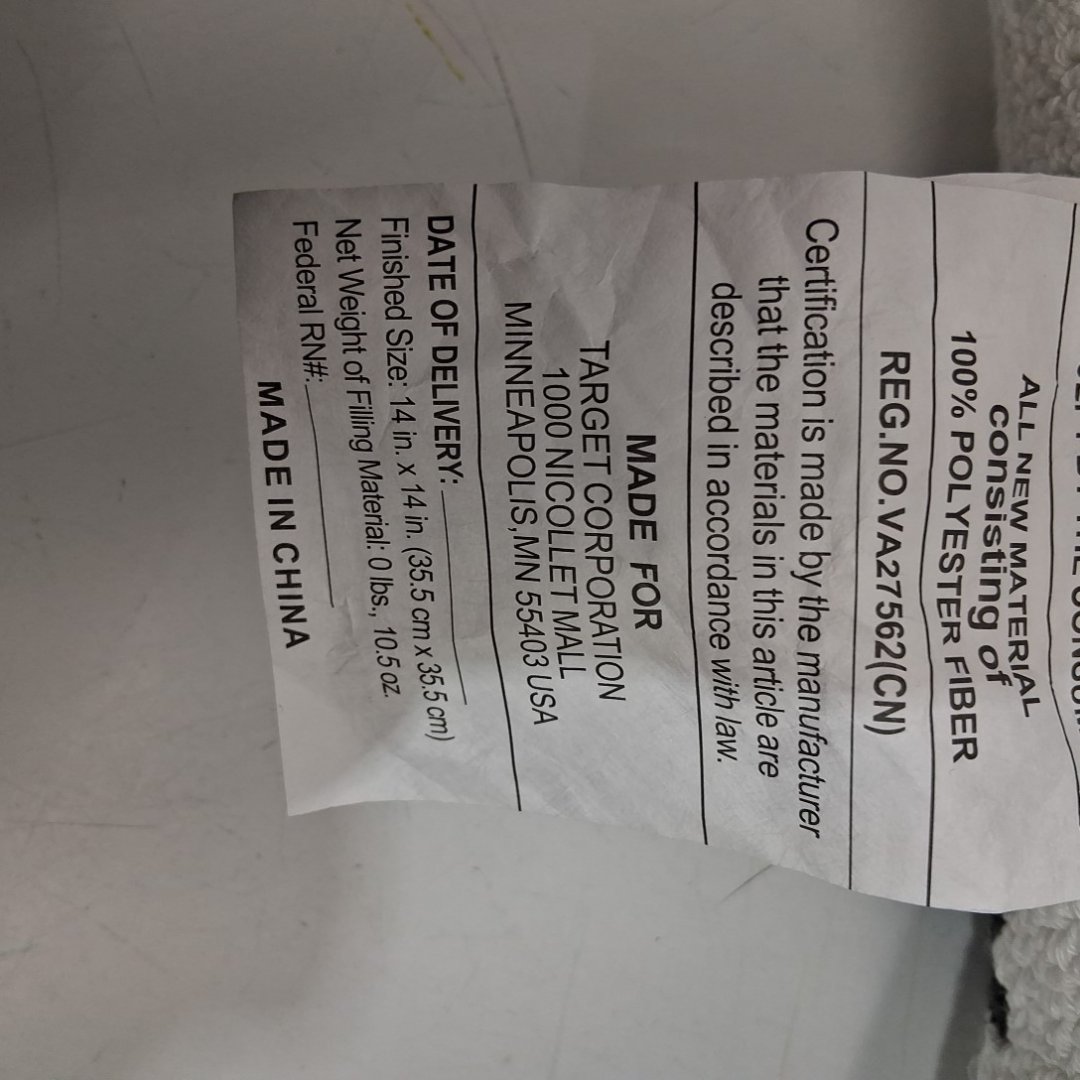 ALL NEW MATERIAL
Consisting of
100% POLYESTER FIBER
REG.NO.VA27562(CN)
Certification is made by the manufacturer
that the materials in this article are
described in accordance with law.
MADE FOR
TARGET CORPORATION
1000 NICOLLET MALL
MINNEAPOLIS,MN 55403 USA
DATE OF DELIVERY:
Finished Size: 14 in. x 14 in. (35.5 cm x 35.5 cm)
Net Weight of Filling Material: 0 lbs., 10.5 oz.
Federal RN#:
MADE IN CHINA